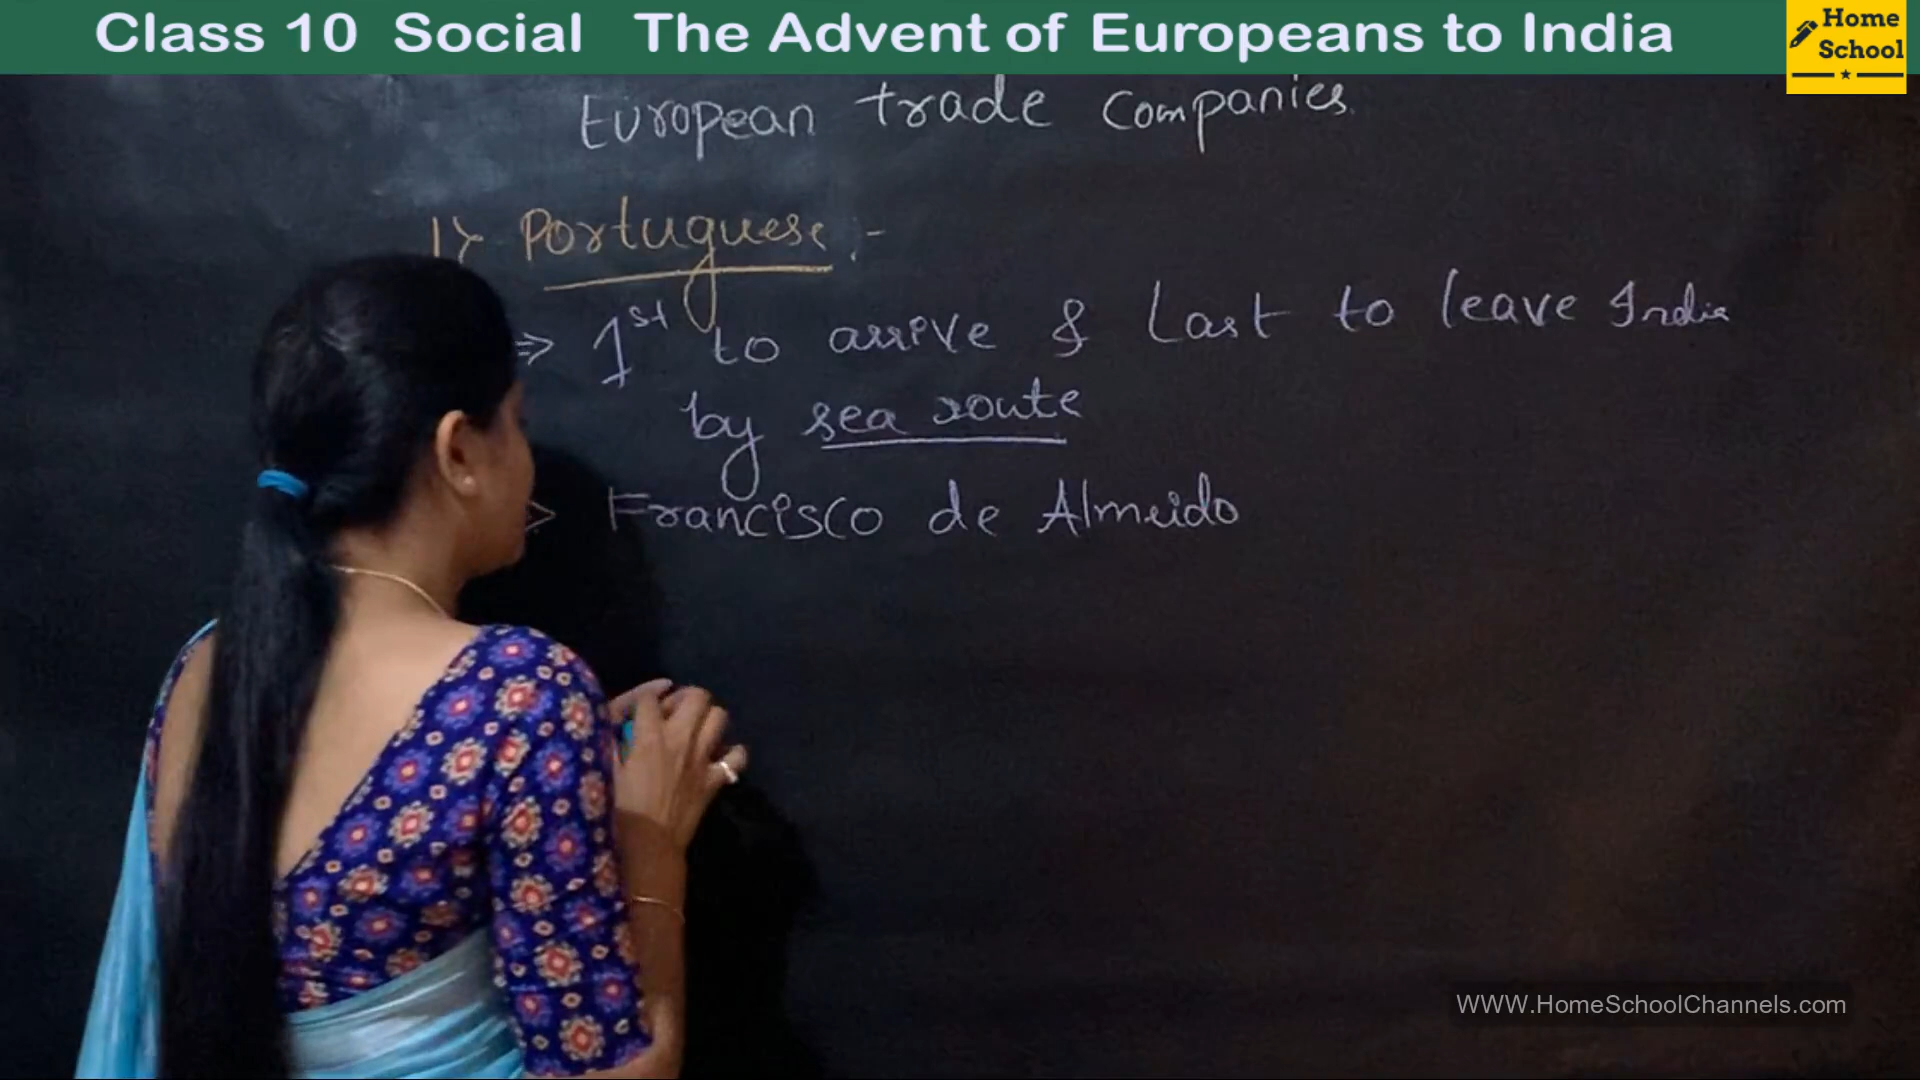 Class 10 Social The Advent of Europeans to India
Home
School
European trade Companies
1> Portuguese :-
⇒ 1st to arrive & Last to leave India
by sea route
> Francisco de Almeido
WWW.HomeSchoolChannels.com